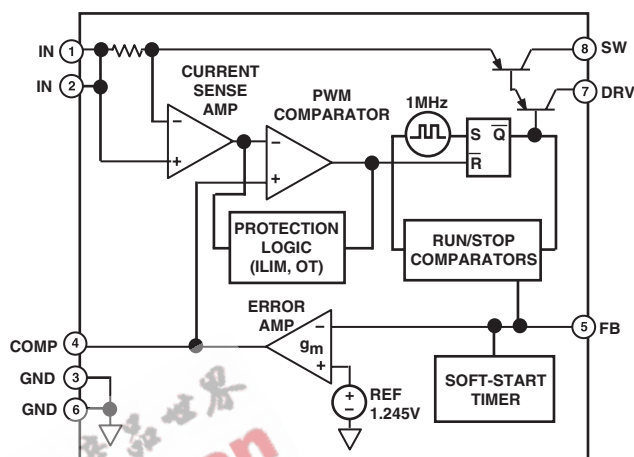 IN 1
IN 2
CURRENT
SENSE
AMP
−
+
PWM
COMPARATOR
−
+
1MHz
S Q̅
R̅
8 SW
7 DRV
PROTECTION
LOGIC
(ILIM, OT)
RUN/STOP
COMPARATORS
ERROR
AMP
−
gm
+
COMP 4
GND 3
GND 6
+
−
REF
1.245V
5 FB
SOFT-START
TIMER